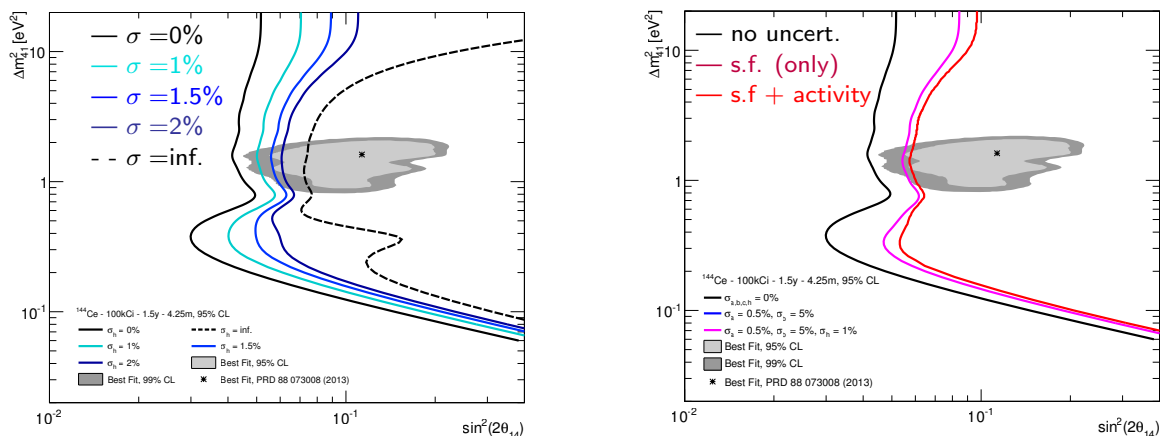 Δm²₄₁ [eV²]
10
1
10⁻¹
10⁻²
10⁻¹
sin²(2θ₁₄)
σ =0%
σ =1%
σ =1.5%
σ =2%
σ =inf.
¹⁴⁴Ce - 100kCi - 1.5y - 4.25m, 95% CL
σₕ = 0%
σₕ = inf.
σₕ = 1%
σₕ = 1.5%
σₕ = 2%
Best Fit, 95% CL
Best Fit, 99% CL
Best Fit, PRD 88 073008 (2013)
Δm²₄₁ [eV²]
10
1
10⁻¹
10⁻²
10⁻¹
sin²(2θ₁₄)
no uncert.
s.f. (only)
s.f + activity
¹⁴⁴Ce - 100kCi - 1.5y - 4.25m, 95% CL
σₐ,b,c,ₕ = 0%
σₐ = 0.5%, σb = 5%
σₐ = 0.5%, σb = 5%, σₕ = 1%
Best Fit, 95% CL
Best Fit, 99% CL
Best Fit, PRD 88 073008 (2013)